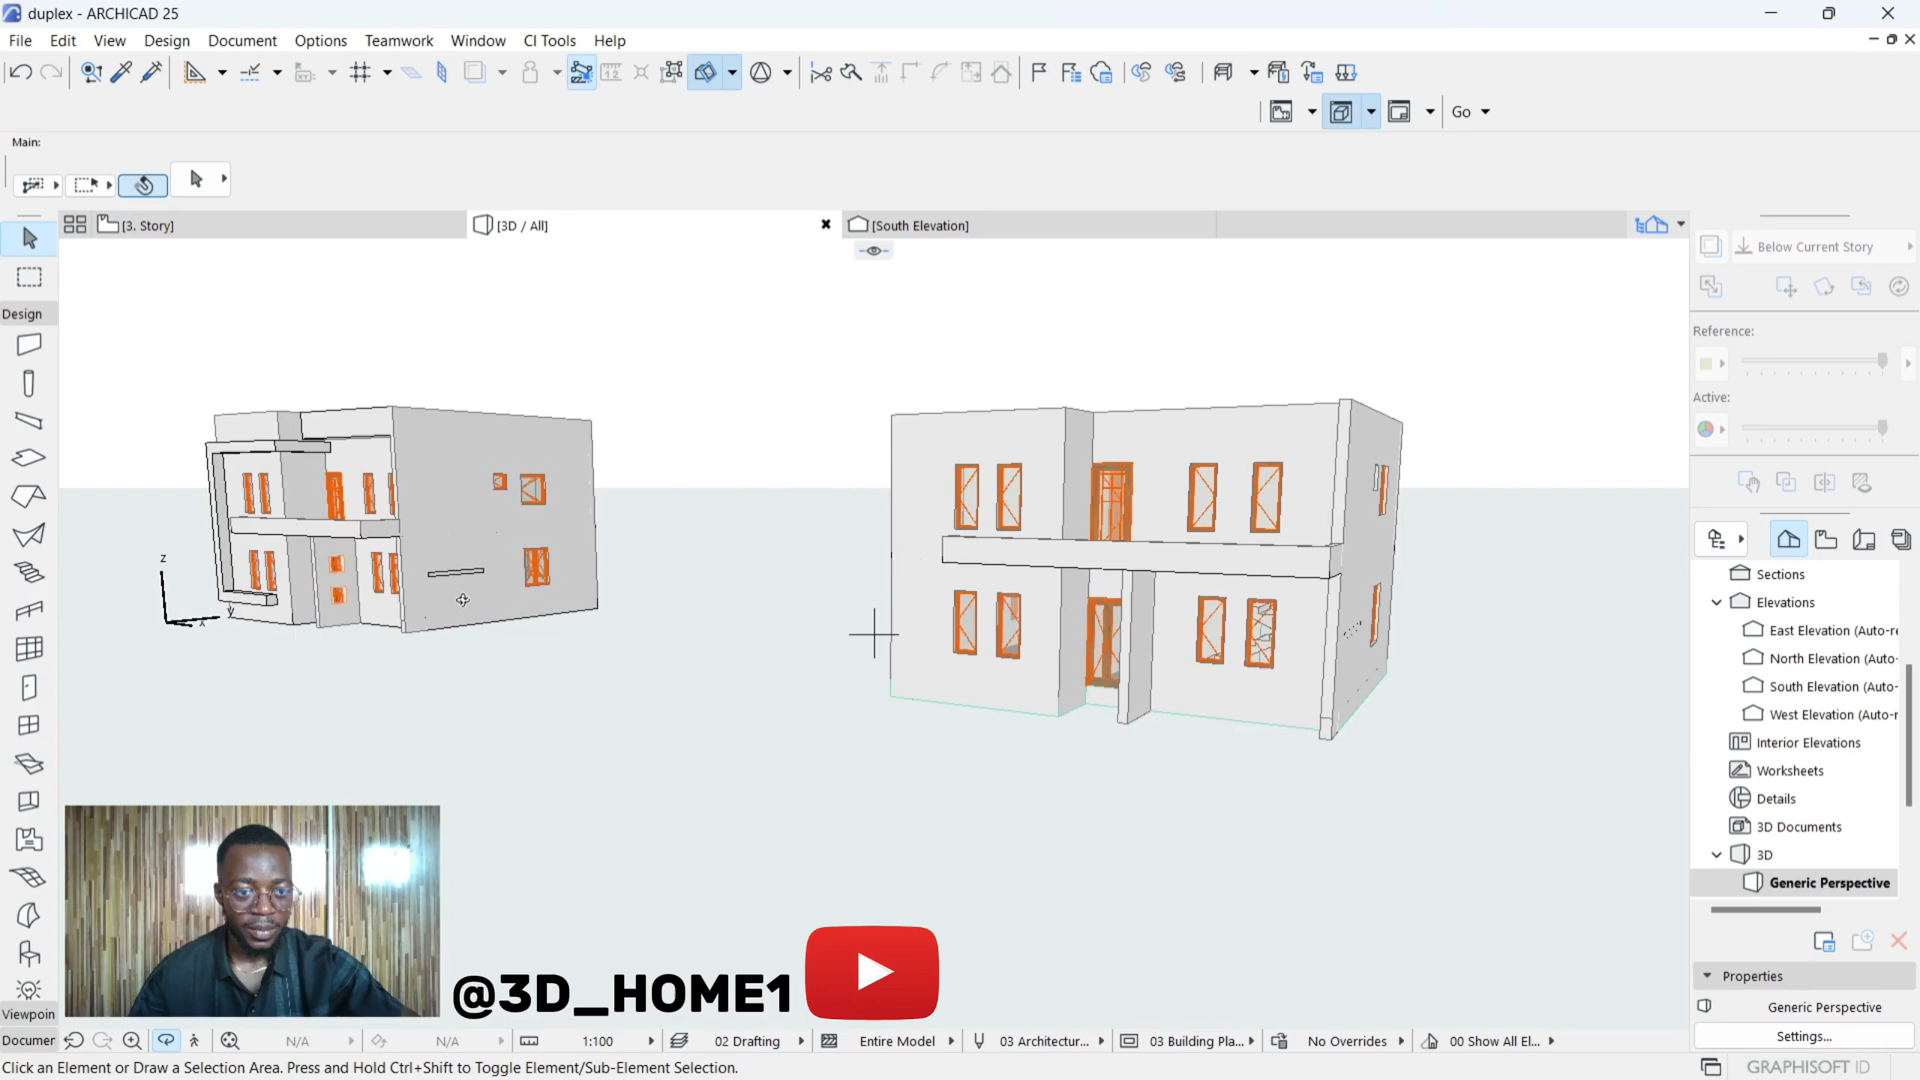 duplex - ARCHICAD 25
File Edit View Design Document Options Teamwork Window CI Tools Help
Go
Main:
[3. Story]
[3D / All]
[South Elevation]
Below Current Story
Design
Reference:
Active:
Z
Y
X
Sections
Elevations
East Elevation (Auto-re
North Elevation (Auto-
South Elevation (Auto-
West Elevation (Auto-r
Interior Elevations
Worksheets
Details
3D Documents
3D
Generic Perspective
Properties
Generic Perspective
Settings...
@3D_HOME1
Viewpoin
Documer
N/A
N/A
1:100
02 Drafting
Entire Model
03 Architectur...
03 Building Pla...
No Overrides
00 Show All El...
Click an Element or Draw a Selection Area. Press and Hold Ctrl+Shift to Toggle Element/Sub-Element Selection.
GRAPHISOFT ID